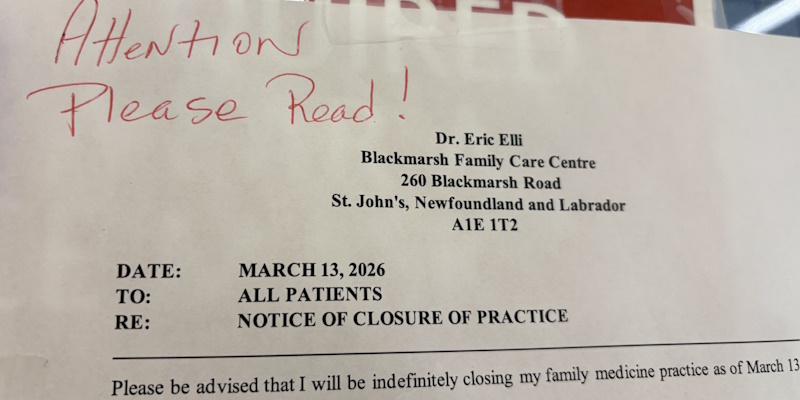 Attention
Please Read!
Dr. Eric Elli
Blackmarsh Family Care Centre
260 Blackmarsh Road
St. John's, Newfoundland and Labrador
A1E 1T2
DATE: MARCH 13, 2026
TO: ALL PATIENTS
RE: NOTICE OF CLOSURE OF PRACTICE
Please be advised that I will be indefinitely closing my family medicine practice as of March 13